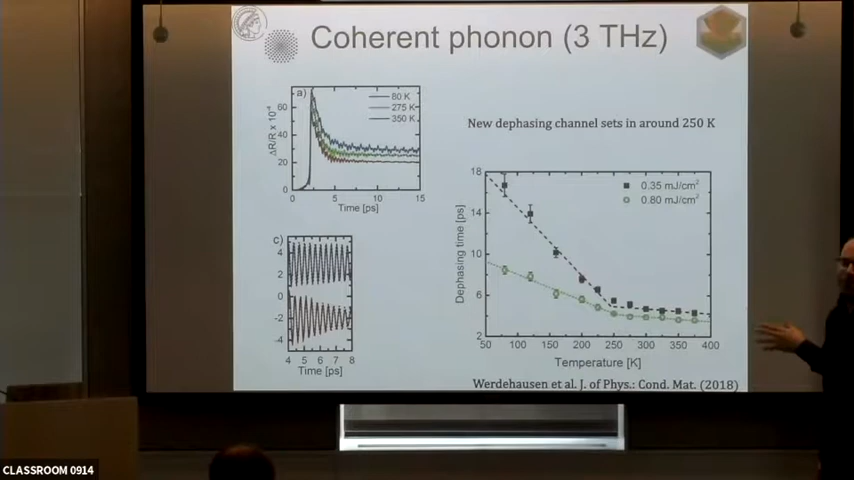 Coherent phonon (3 THz)
a)
80 K
275 K
350 K
ΔR/R x 10⁻⁴
60
40
20
0
0 5 10 15
Time [ps]
New dephasing channel sets in around 250 K
18
14
10
6
2
Dephasing time [ps]
0.35 mJ/cm²
0.80 mJ/cm²
50 100 150 200 250 300 350 400
Temperature [K]
c)
4
2
0
-2
-4
4 5 6 7 8
Time [ps]
Werdehausen et al. J. of Phys.: Cond. Mat. (2018)
CLASSROOM 0914